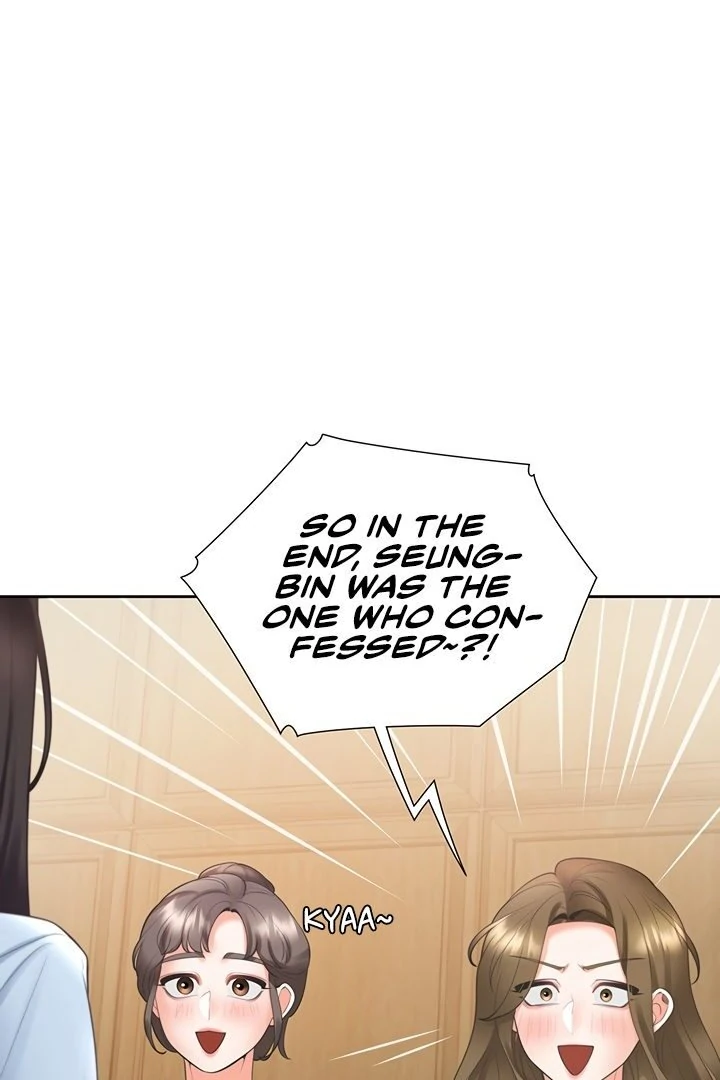 SO IN THE
END, SEUNG-
BIN WAS THE
ONE WHO CON-
FESSED~?!
KYAA~